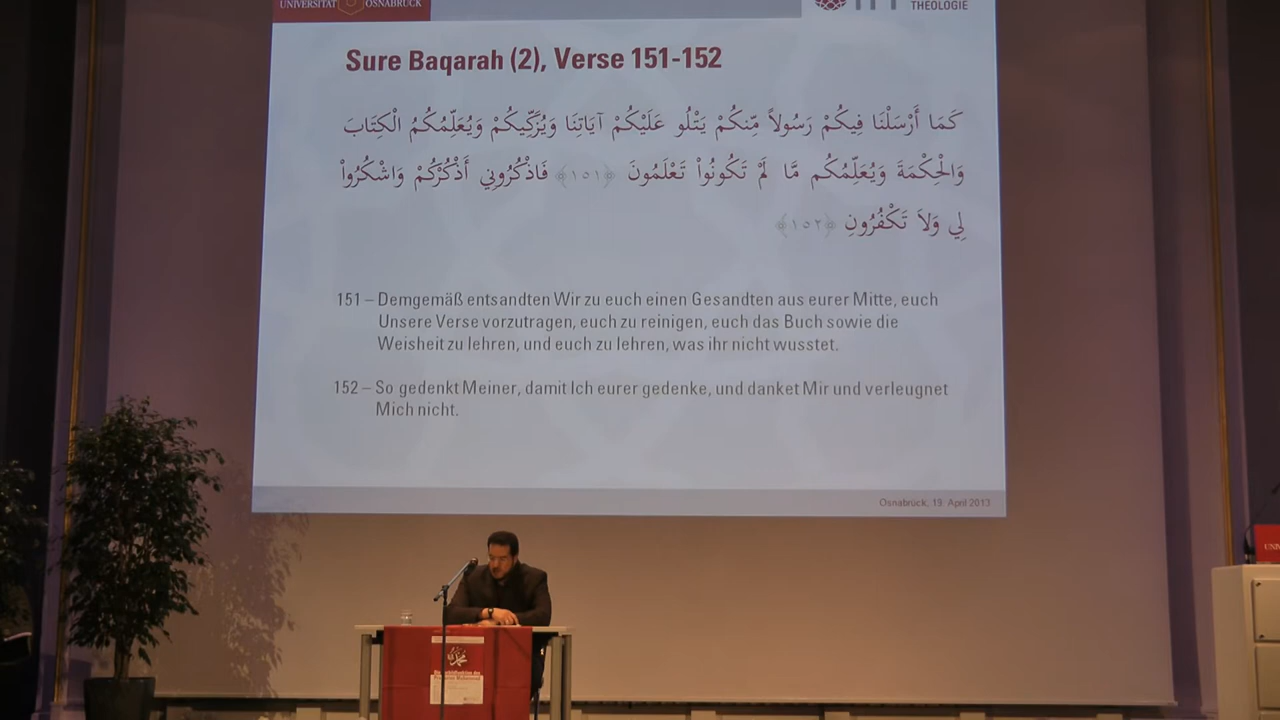 UNIVERSITÄT OSNABRÜCK
THEOLOGIE
Sure Baqarah (2), Verse 151-152
كَمَا أَرْسَلْنَا فِيكُمْ رَسُولاً مِّنكُمْ يَتْلُو عَلَيْكُمْ آيَاتِنَا وَيُزَكِّيكُمْ وَيُعَلِّمُكُمُ الْكِتَابَ
وَالْحِكْمَةَ وَيُعَلِّمُكُم مَّا لَمْ تَكُونُواْ تَعْلَمُونَ ﴿١٥١﴾ فَاذْكُرُونِي أَذْكُرْكُمْ وَاشْكُرُواْ
لِي وَلاَ تَكْفُرُونِ ﴿١٥٢﴾
151 – Demgemäß entsandten Wir zu euch einen Gesandten aus eurer Mitte, euch
Unsere Verse vorzutragen, euch zu reinigen, euch das Buch sowie die
Weisheit zu lehren, und euch zu lehren, was ihr nicht wusstet.
152 – So gedenkt Meiner, damit Ich eurer gedenke, und danket Mir und verleugnet
Mich nicht.
Osnabrück, 19. April 2013